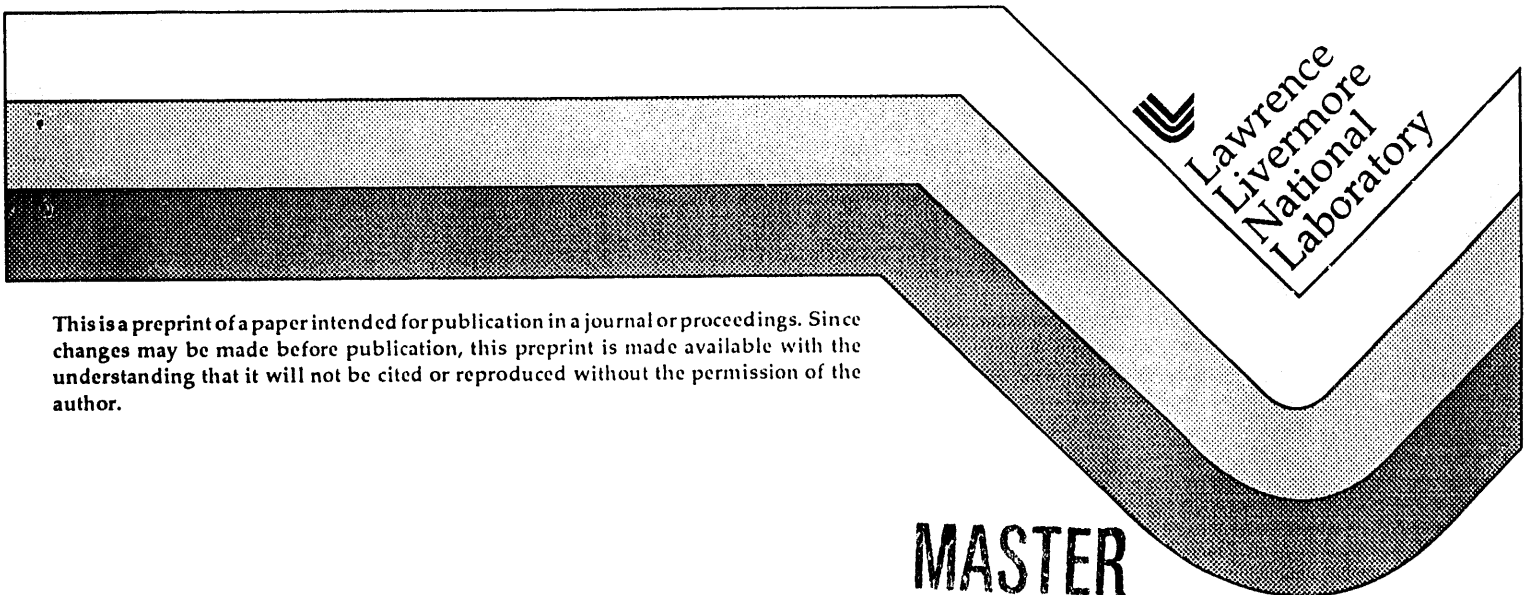 Lawrence
Livermore
National
Laboratory
This is a preprint of a paper intended for publication in a journal or proceedings. Since
changes may be made before publication, this preprint is made available with the
understanding that it will not be cited or reproduced without the permission of the
author.
MASTER